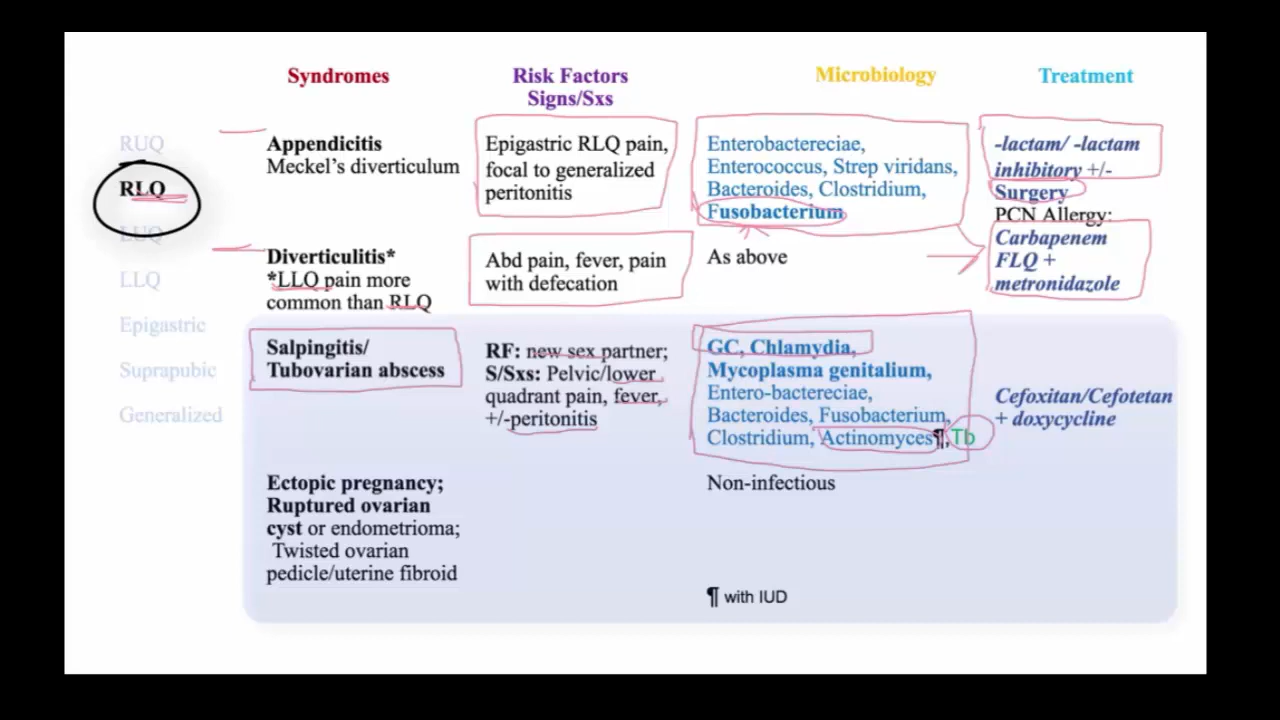 Syndromes
Risk Factors
Signs/Sxs
Microbiology
Treatment
RUQ
RLQ
LUQ
LLQ
Epigastric
Suprapubic
Generalized
Appendicitis
Meckel's diverticulum
Epigastric RLQ pain,
focal to generalized
peritonitis
Enterobactereciae,
Enterococcus, Strep viridans,
Bacteroides, Clostridium,
Fusobacterium
-lactam/ -lactam
inhibitory +/-
Surgery
PCN Allergy:
Carbapenem
FLQ +
metronidazole
Diverticulitis*
*LLQ pain more
common than RLQ
Abd pain, fever, pain
with defecation
As above
Salpingitis/
Tubovarian abscess
RF: new sex partner;
S/Sxs: Pelvic/lower
quadrant pain, fever,
+/-peritonitis
GC, Chlamydia,
Mycoplasma genitalium,
Entero-bactereciae,
Bacteroides, Fusobacterium,
Clostridium, Actinomyces¶, Tb
Cefoxitan/Cefotetan
+ doxycycline
Ectopic pregnancy;
Ruptured ovarian
cyst or endometrioma;
Twisted ovarian
pedicle/uterine fibroid
Non-infectious
¶ with IUD